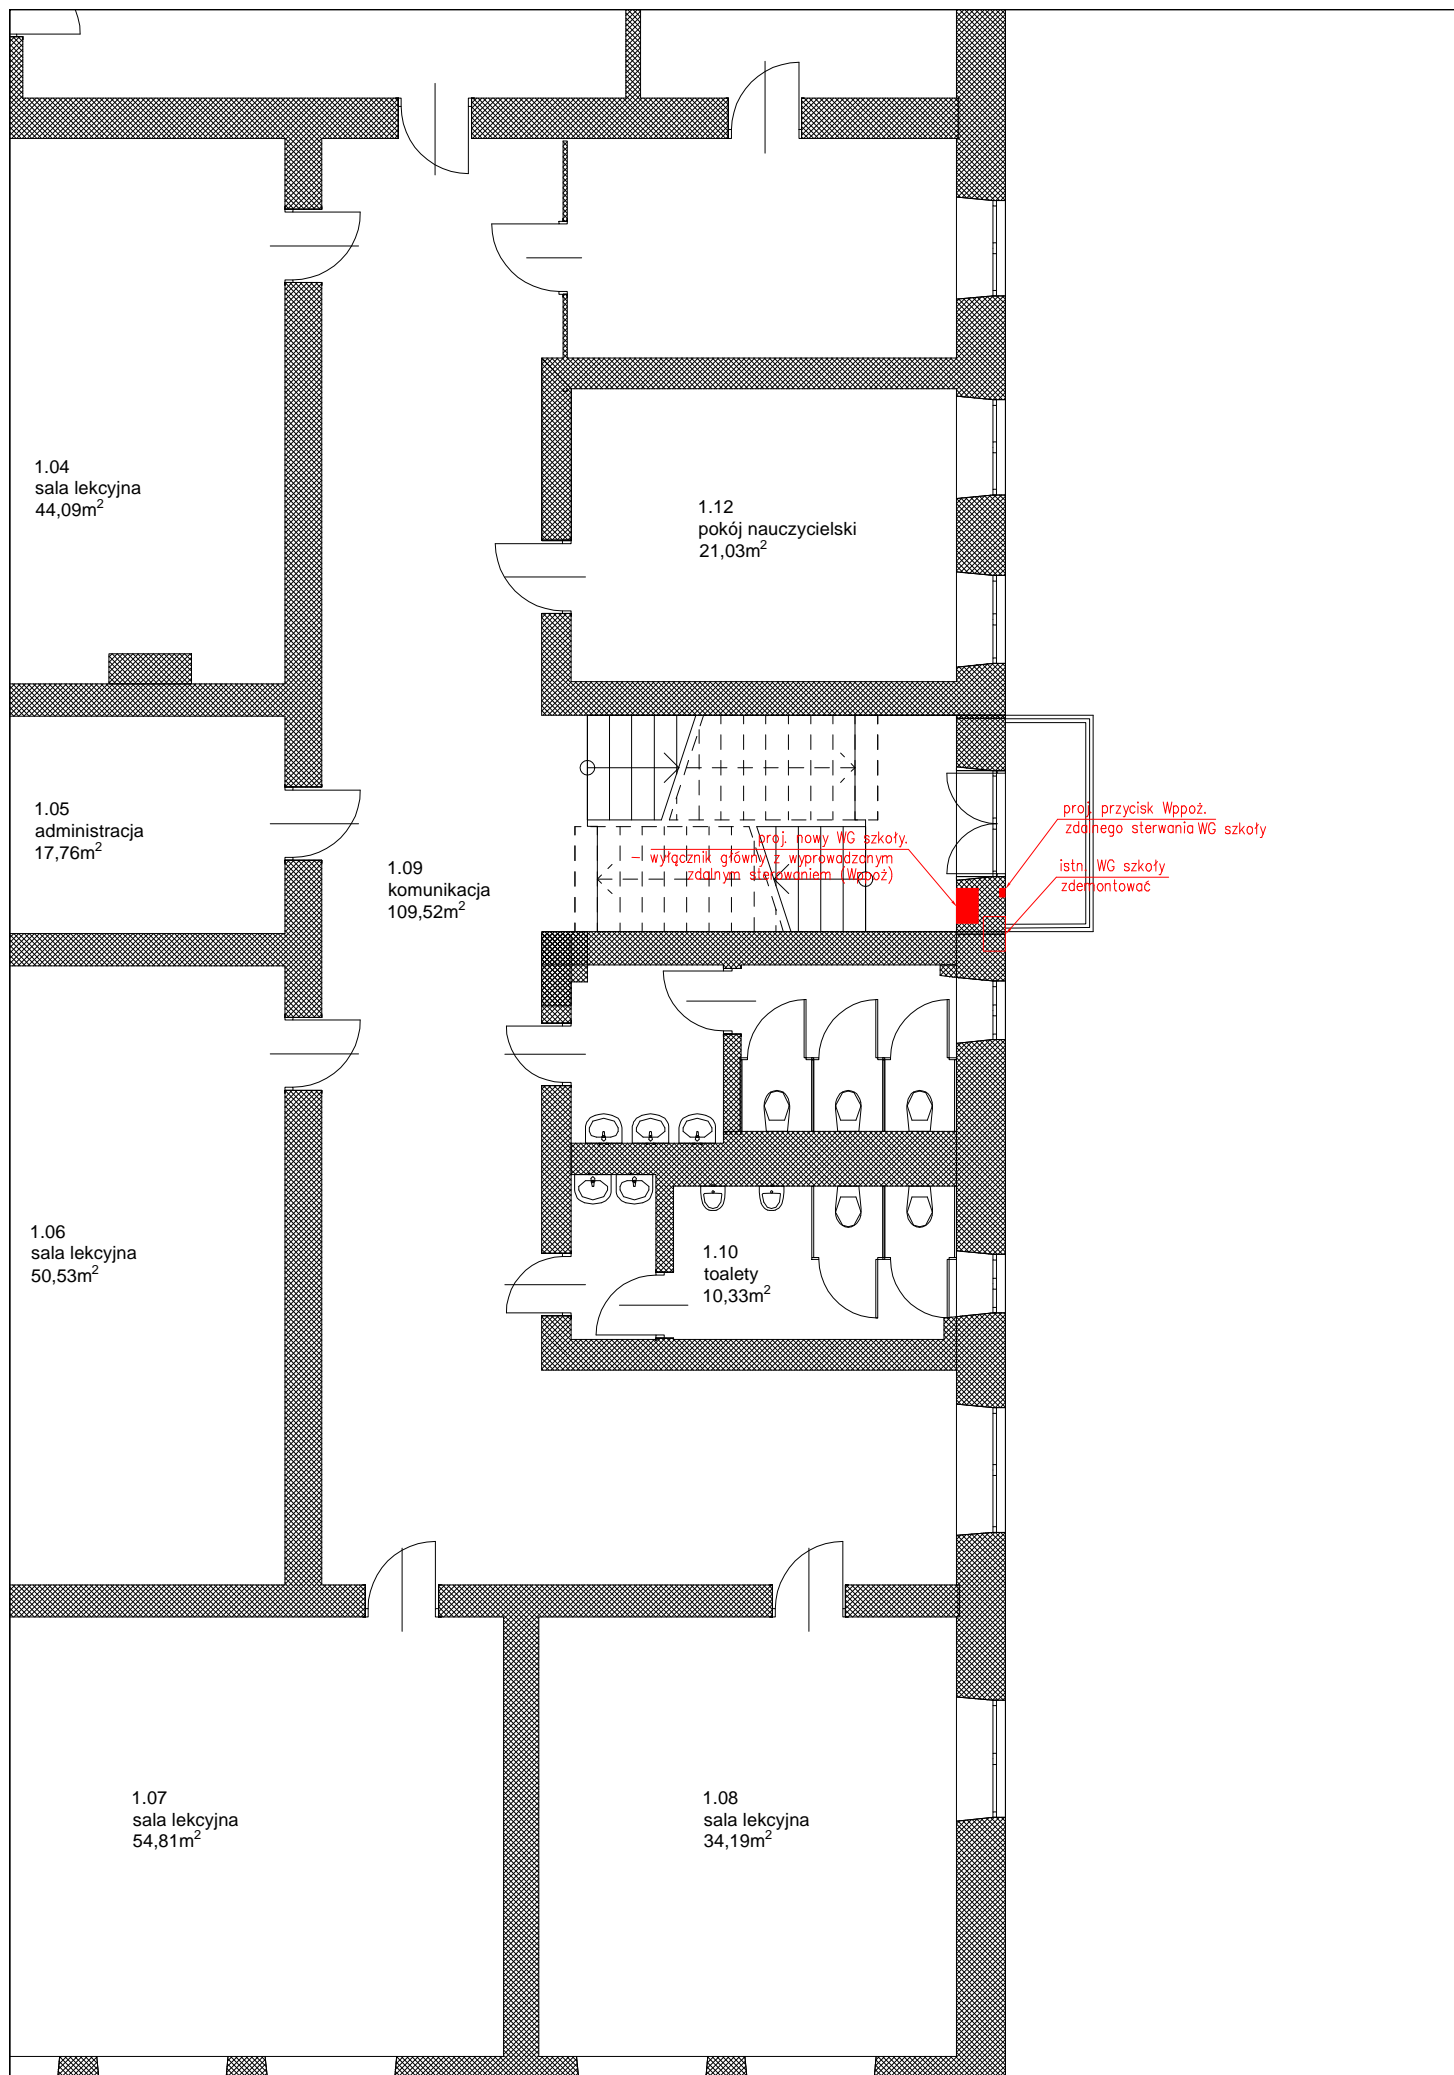 1.04
sala lekcyjna
44,09m²
1.12
pokój nauczycielski
21,03m²
1.05
administracja
17,76m²
1.09
komunikacja
109,52m²
proj. nowy WG szkoły.
– wyłącznik główny z wyprowadzanym
zdalnym sterowaniem (Wppoż)
proj. przycisk Wppoż.
zdalnego sterwania WG szkoły
istn. WG szkoły
zdemontować
1.06
sala lekcyjna
50,53m²
1.10
toalety
10,33m²
1.07
sala lekcyjna
54,81m²
1.08
sala lekcyjna
34,19m²